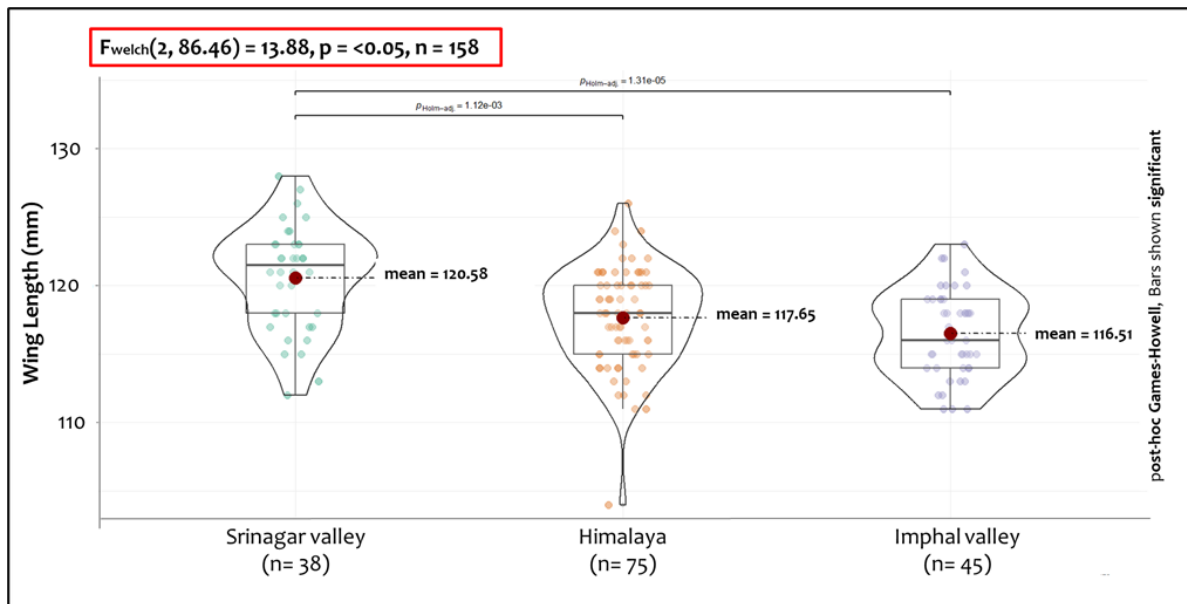 Fwelch(2, 86.46) = 13.88, p = <0.05, n = 158
pHolm-adj. = 1.31e-05
pHolm-adj. = 1.12e-03
130
120
110
Wing Length (mm)
mean = 120.58
mean = 117.65
mean = 116.51
post-hoc Games-Howell, Bars shown significant
Srinagar valley
(n= 38)
Himalaya
(n= 75)
Imphal valley
(n= 45)